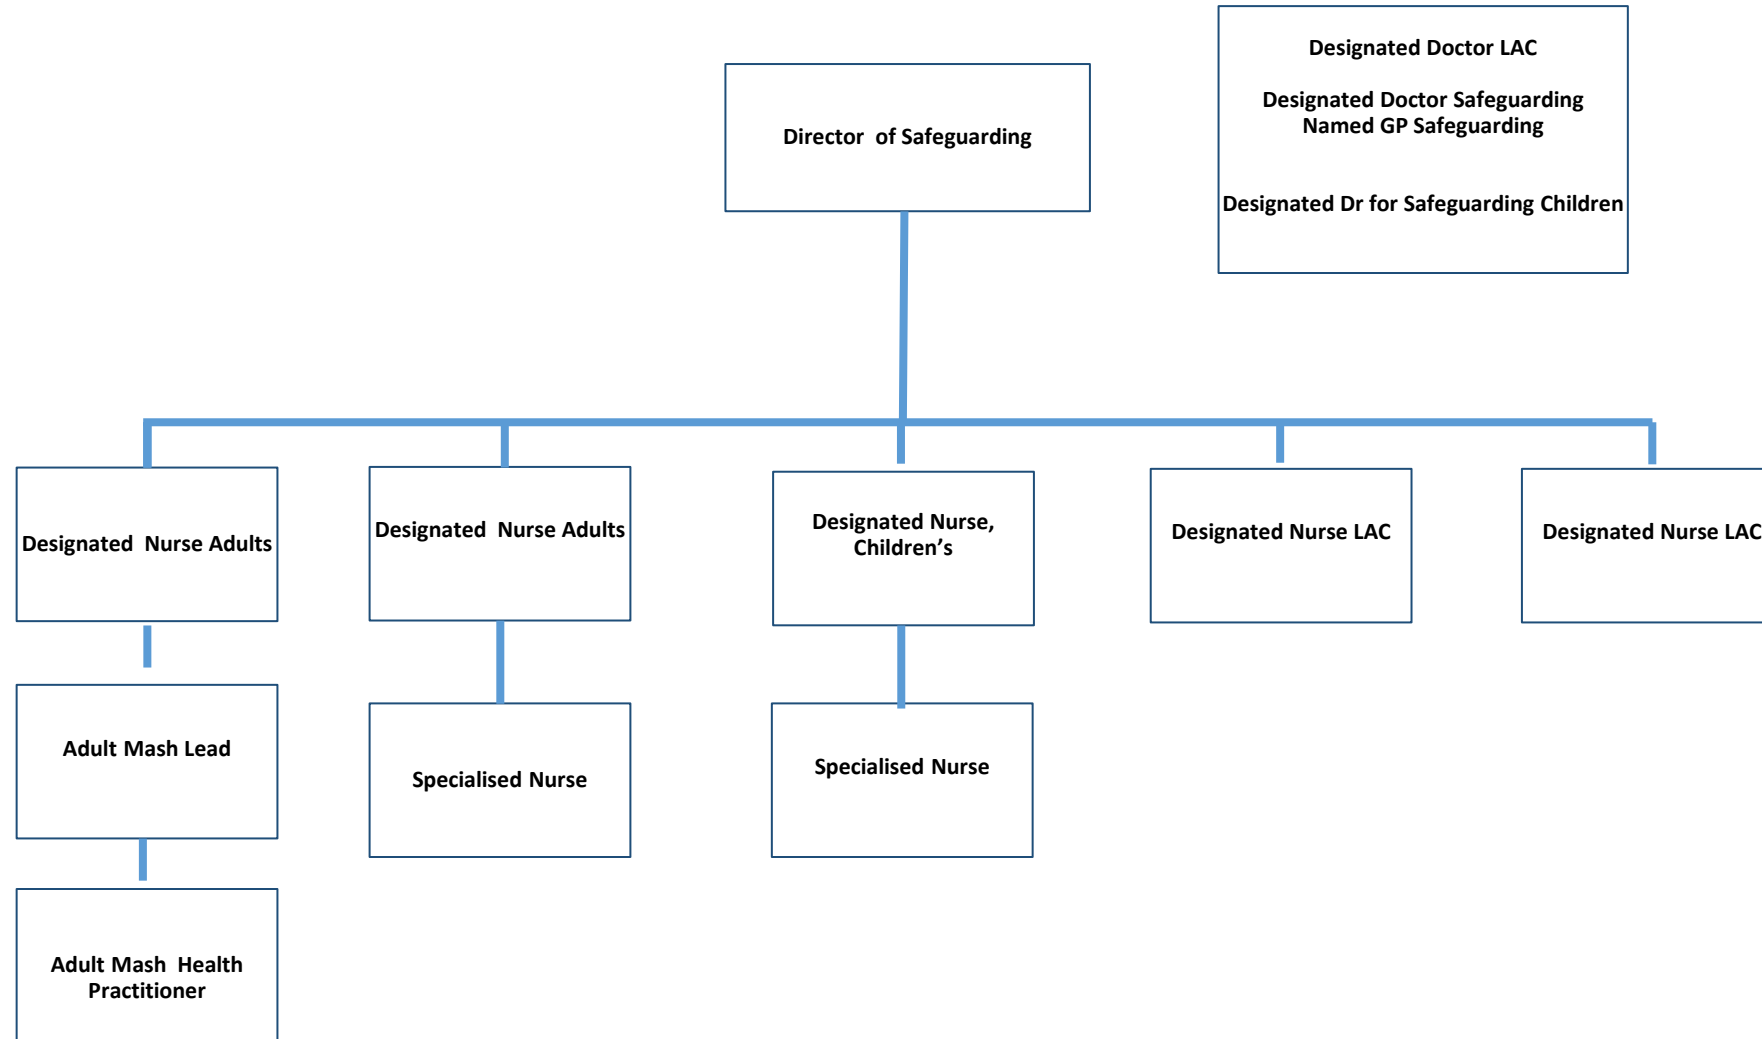 Designated Doctor LAC
Designated Doctor Safeguarding
Named GP Safeguarding
Designated Dr for Safeguarding Children
Director of Safeguarding
Designated Nurse Adults
Designated Nurse Adults
Designated Nurse,
Children’s
Designated Nurse LAC
Designated Nurse LAC
Adult Mash Lead
Specialised Nurse
Specialised Nurse
Adult Mash Health
Practitioner